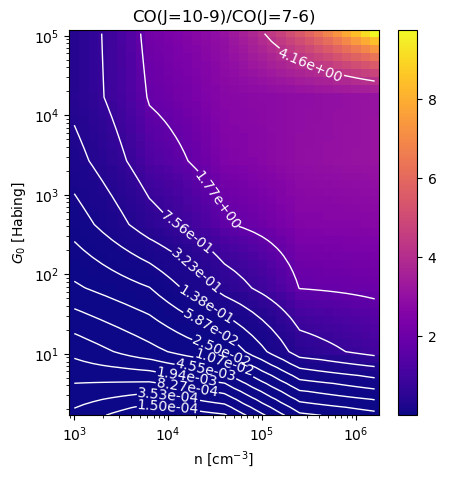 CO(J=10-9)/CO(J=7-6)
10⁵
10⁴
10³
10²
10¹
G₀ [Habing]
4.16e+00
1.77e+00
7.56e-01
3.23e-01
1.38e-01
5.87e-02
2.50e-02
1.07e-02
4.55e-03
1.94e-03
8.27e-04
3.53e-04
1.50e-04
8
6
4
2
10³
10⁴
10⁵
10⁶
n [cm⁻³]